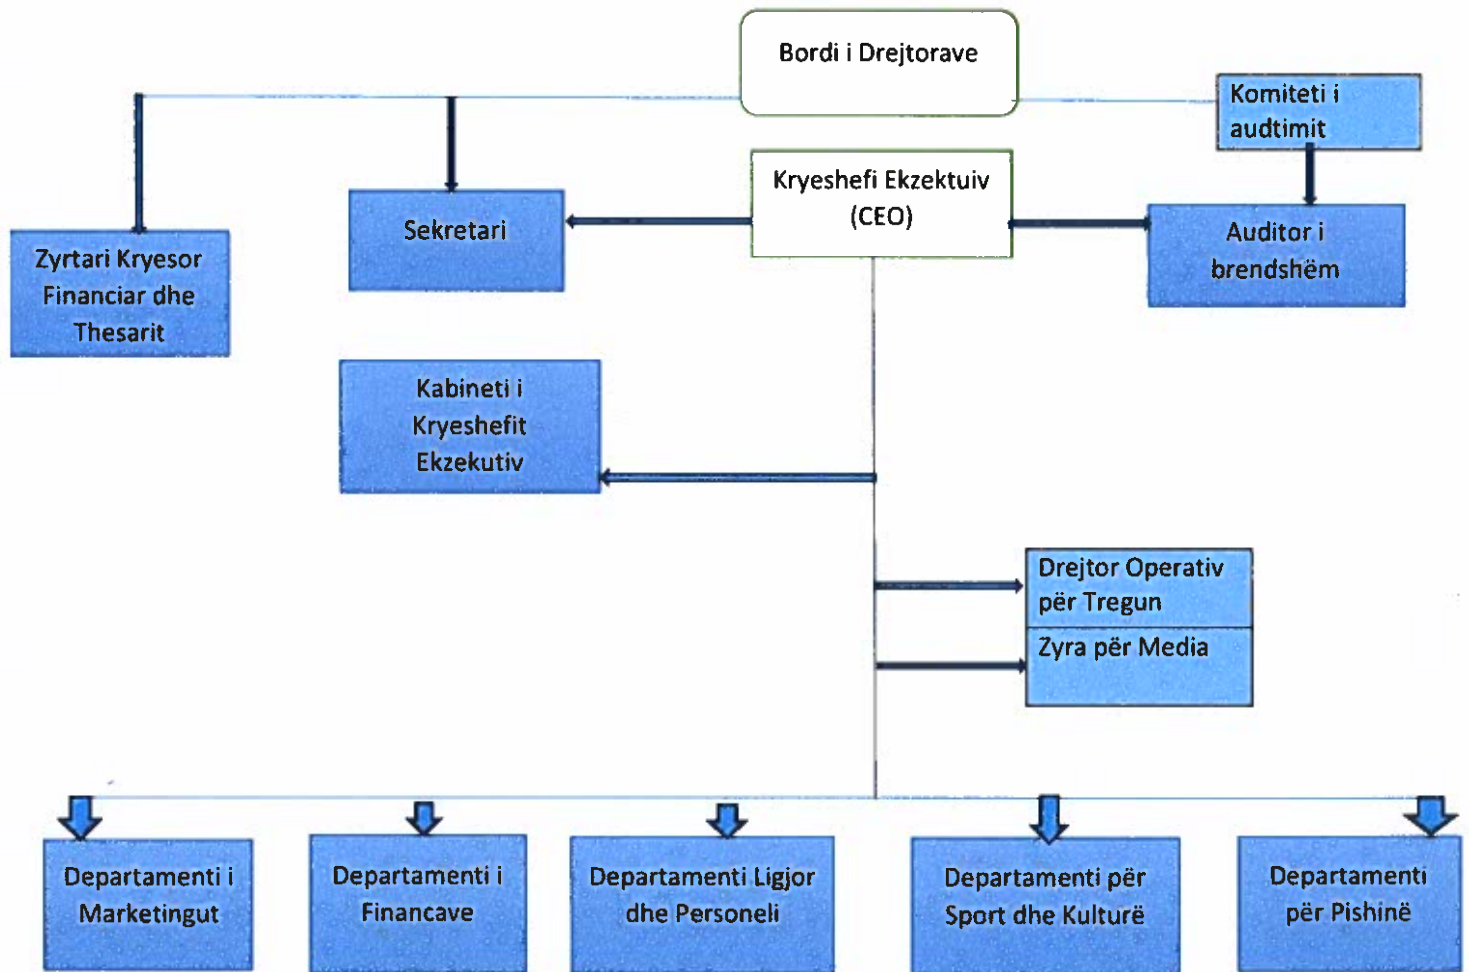 Bordi i Drejtorave
Komiteti i
audtimit
Kryeshefi Ekzektuiv
(CEO)
Sekretari
Auditor i
brendshëm
Zyrtari Kryesor
Financiar dhe
Thesarit
Kabineti i
Kryeshefit
Ekzekutiv
Drejtor Operativ
për Tregun
Zyra për Media
Departamenti i
Marketingut
Departamenti i
Financave
Departamenti Ligjor
dhe Personeli
Departamenti për
Sport dhe Kulturë
Departamenti
për Pishinë